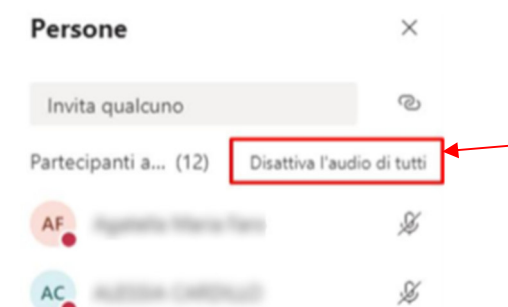 Persone
Invita qualcuno
Partecipanti a... (12) Disattiva l'audio di tutti
AF
AC